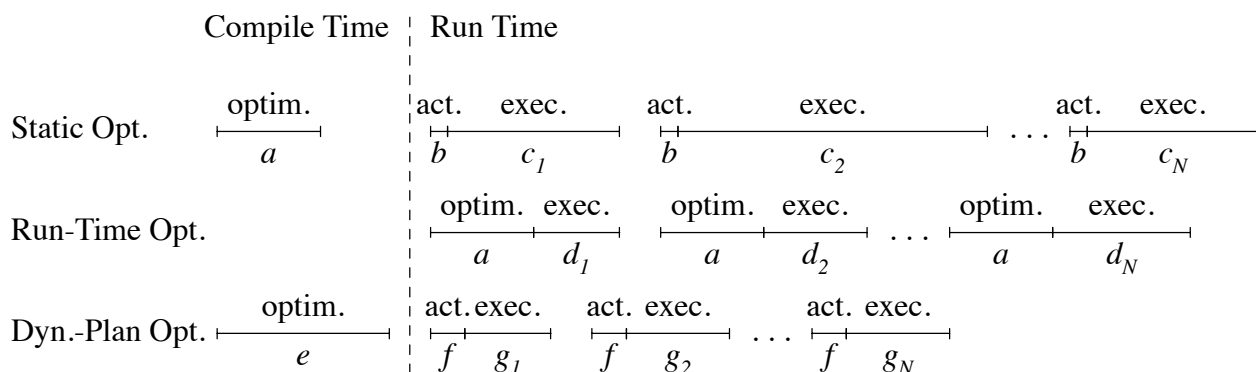 Compile Time Run Time
optim. act. exec. act. exec. act. exec.
Static Opt. . . .
a b c1 b c2 b cN
optim. exec. optim. exec. optim. exec.
Run-Time Opt. . . .
a d1 a d2 a dN
optim. act. exec. act. exec. act. exec.
Dyn.-Plan Opt. . . .
e f g1 f g2 f gN